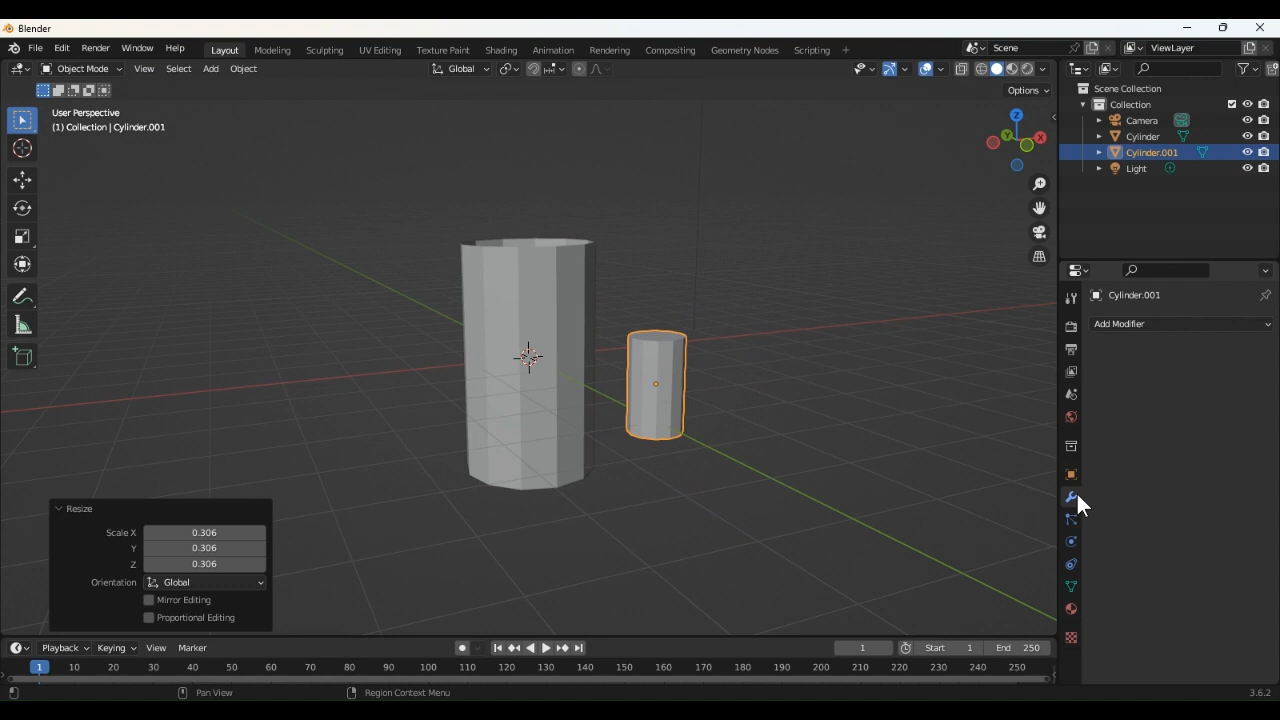 Blender
File Edit Render Window Help Layout Modeling Sculpting UV Editing Texture Paint Shading Animation Rendering Compositing Geometry Nodes Scripting + Scene ViewLayer
Object Mode View Select Add Object Global
Options
User Perspective
(1) Collection | Cylinder.001
Z
Y
X
Scene Collection
Collection
Camera
Cylinder
Cylinder.001
Light
Cylinder.001
Add Modifier
Resize
Scale X 0.306
Y 0.306
Z 0.306
Orientation Global
Mirror Editing
Proportional Editing
Playback Keying View Marker 1 Start 1 End 250
1 10 20 30 40 50 60 70 80 90 100 110 120 130 140 150 160 170 180 190 200 210 220 230 240 250
Pan View Region Context Menu 3.6.2